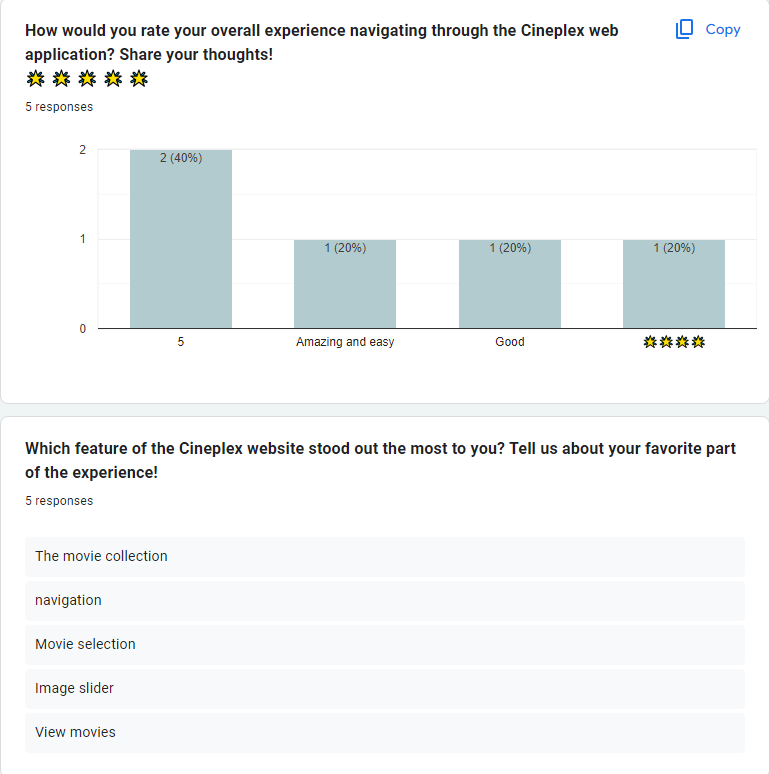 How would you rate your overall experience navigating through the Cineplex web
application? Share your thoughts!
Copy
5 responses
2
1
0
2 (40%)
1 (20%)
1 (20%)
1 (20%)
5
Amazing and easy
Good
Which feature of the Cineplex website stood out the most to you? Tell us about your favorite part
of the experience!
5 responses
The movie collection
navigation
Movie selection
Image slider
View movies